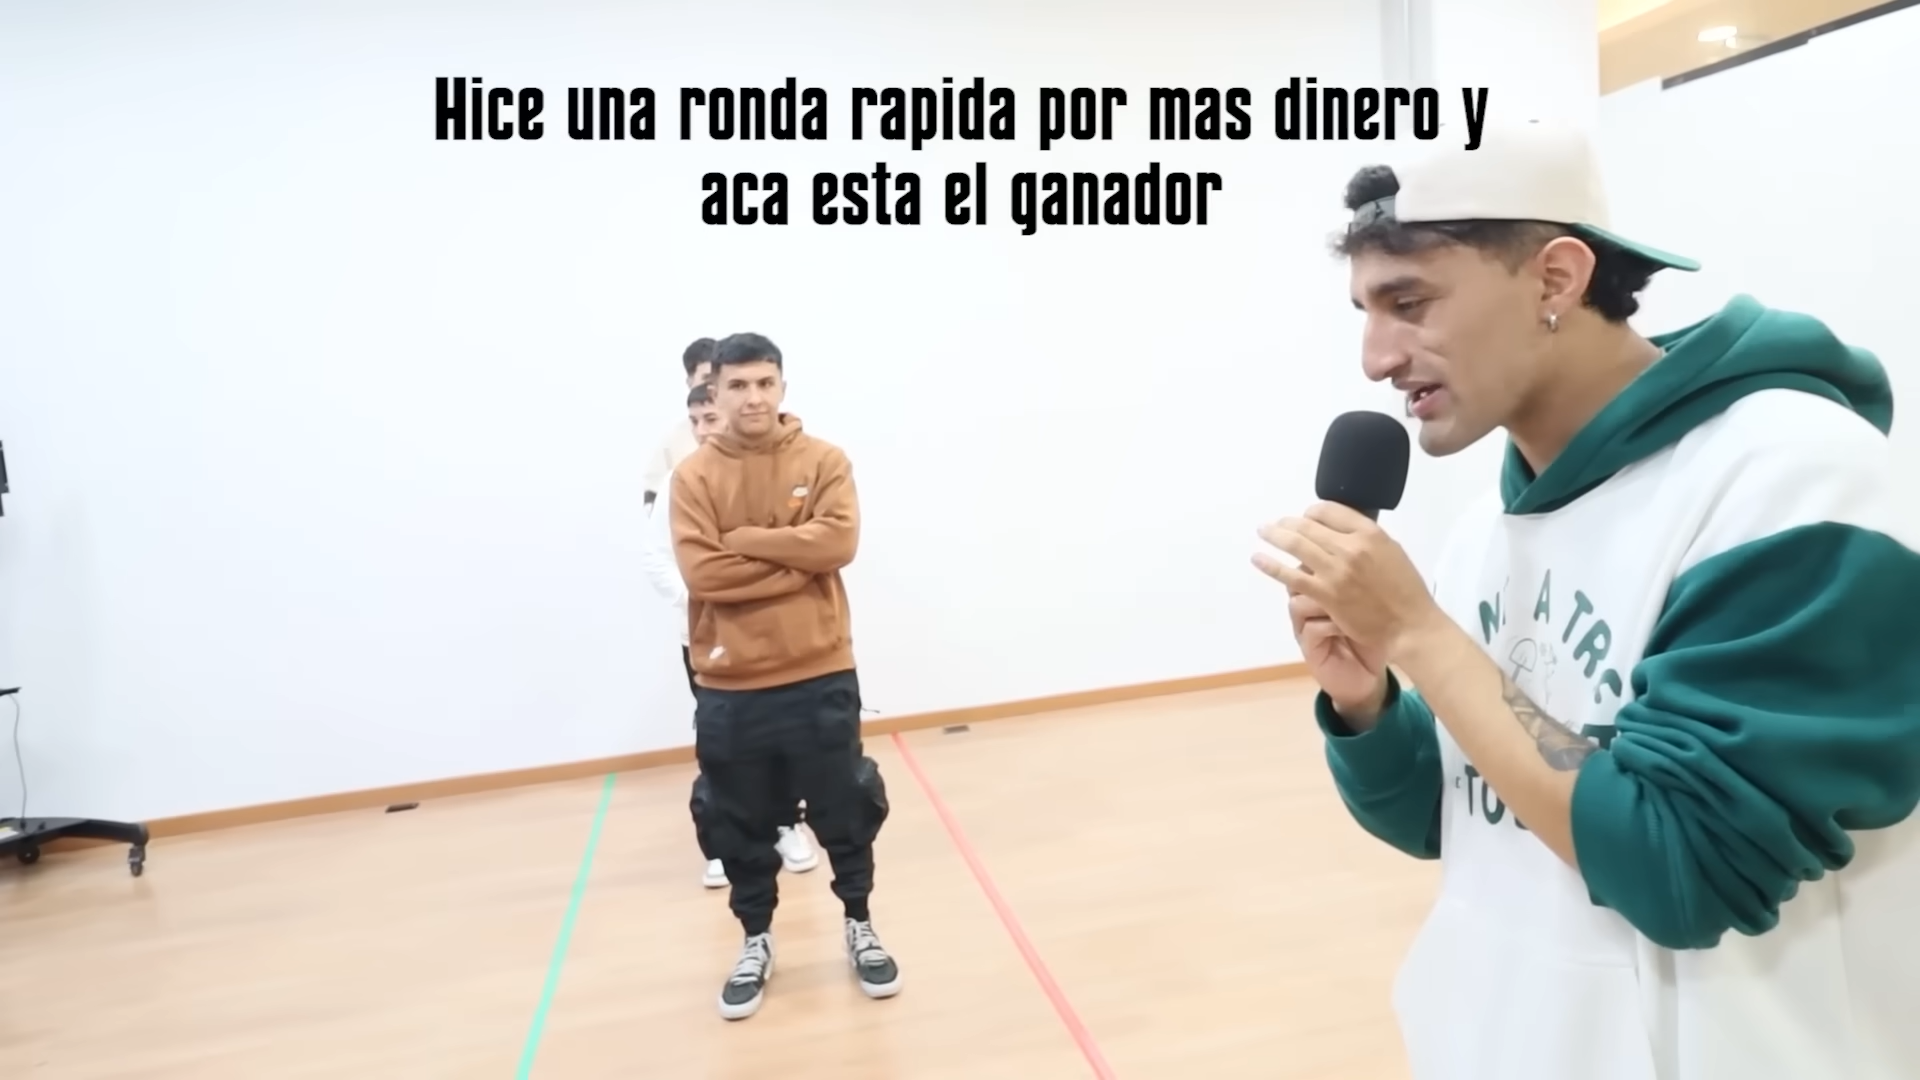 Hice una ronda rapida por mas dinero y
aca esta el ganador
A